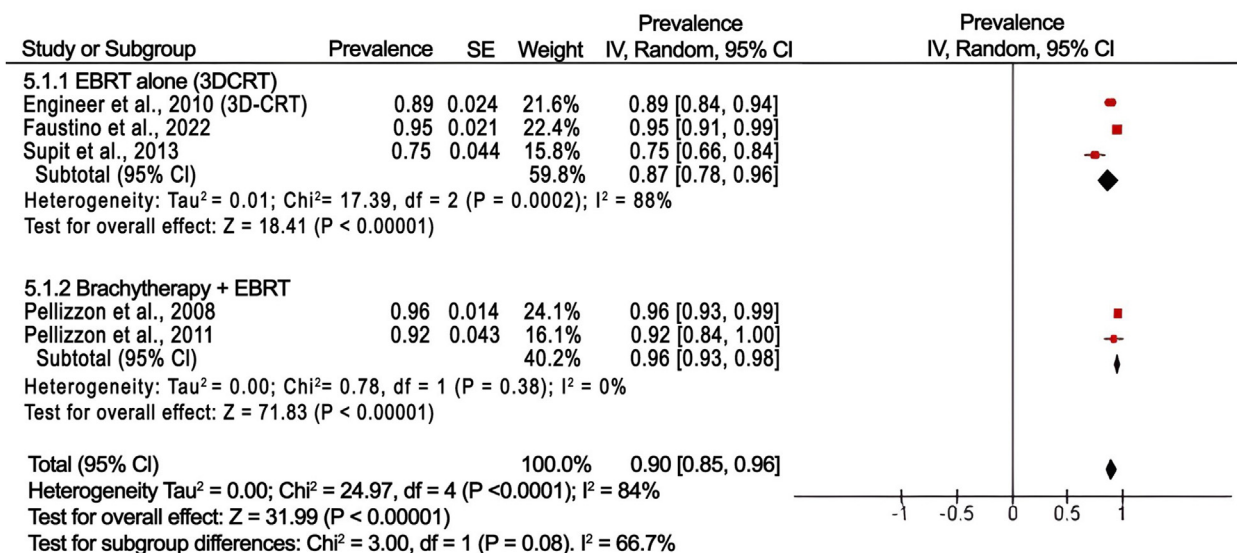 Prevalence Prevalence
Study or Subgroup Prevalence SE Weight IV, Random, 95% CI IV, Random, 95% CI
5.1.1 EBRT alone (3DCRT)
Engineer et al., 2010 (3D-CRT) 0.89 0.024 21.6% 0.89 [0.84, 0.94]
Faustino et al., 2022 0.95 0.021 22.4% 0.95 [0.91, 0.99]
Supit et al., 2013 0.75 0.044 15.8% 0.75 [0.66, 0.84]
Subtotal (95% CI) 59.8% 0.87 [0.78, 0.96]
Heterogeneity: Tau² = 0.01; Chi²= 17.39, df = 2 (P = 0.0002); I² = 88%
Test for overall effect: Z = 18.41 (P < 0.00001)
5.1.2 Brachytherapy + EBRT
Pellizzon et al., 2008 0.96 0.014 24.1% 0.96 [0.93, 0.99]
Pellizzon et al., 2011 0.92 0.043 16.1% 0.92 [0.84, 1.00]
Subtotal (95% CI) 40.2% 0.96 [0.93, 0.98]
Heterogeneity: Tau² = 0.00; Chi²= 0.78, df = 1 (P = 0.38); I² = 0%
Test for overall effect: Z = 71.83 (P < 0.00001)
Total (95% CI) 100.0% 0.90 [0.85, 0.96]
Heterogeneity Tau² = 0.00; Chi² = 24.97, df = 4 (P <0.0001); I² = 84%
Test for overall effect: Z = 31.99 (P < 0.00001)
Test for subgroup differences: Chi² = 3.00, df = 1 (P = 0.08). I² = 66.7%
-1 -0.5 0 0.5 1